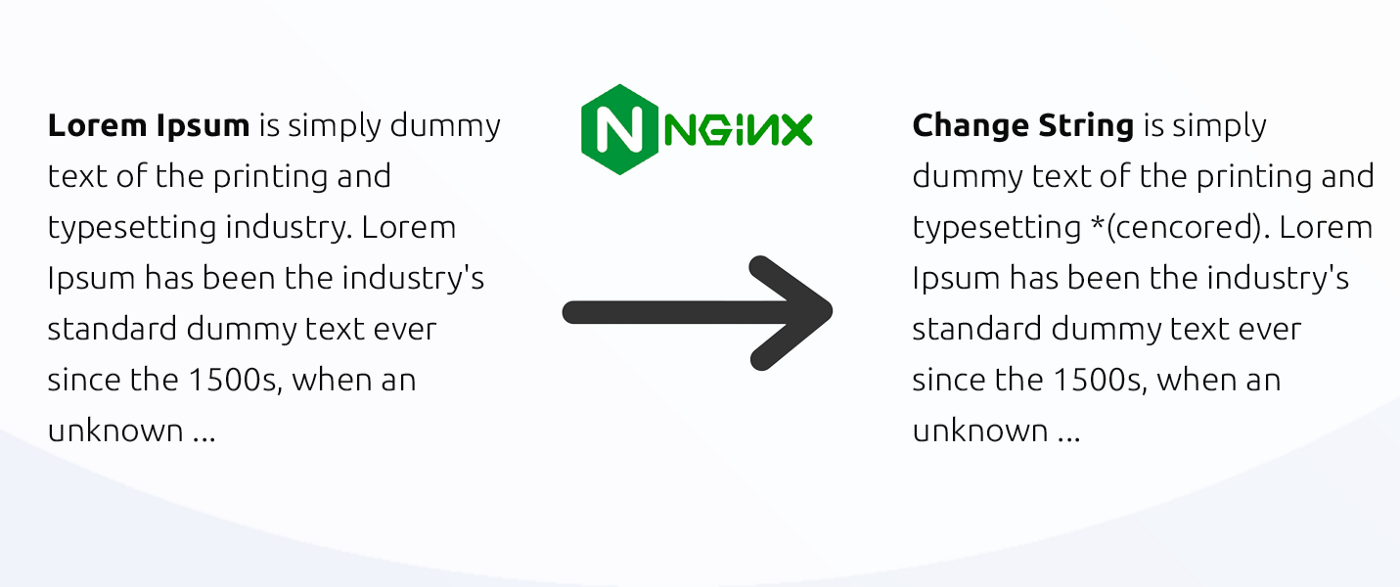 Lorem Ipsum is simply dummy
text of the printing and
typesetting industry. Lorem
Ipsum has been the industry's
standard dummy text ever
since the 1500s, when an
unknown ...
N NGINX
Change String is simply
dummy text of the printing and
typesetting *(cencored). Lorem
Ipsum has been the industry's
standard dummy text ever
since the 1500s, when an
unknown ...